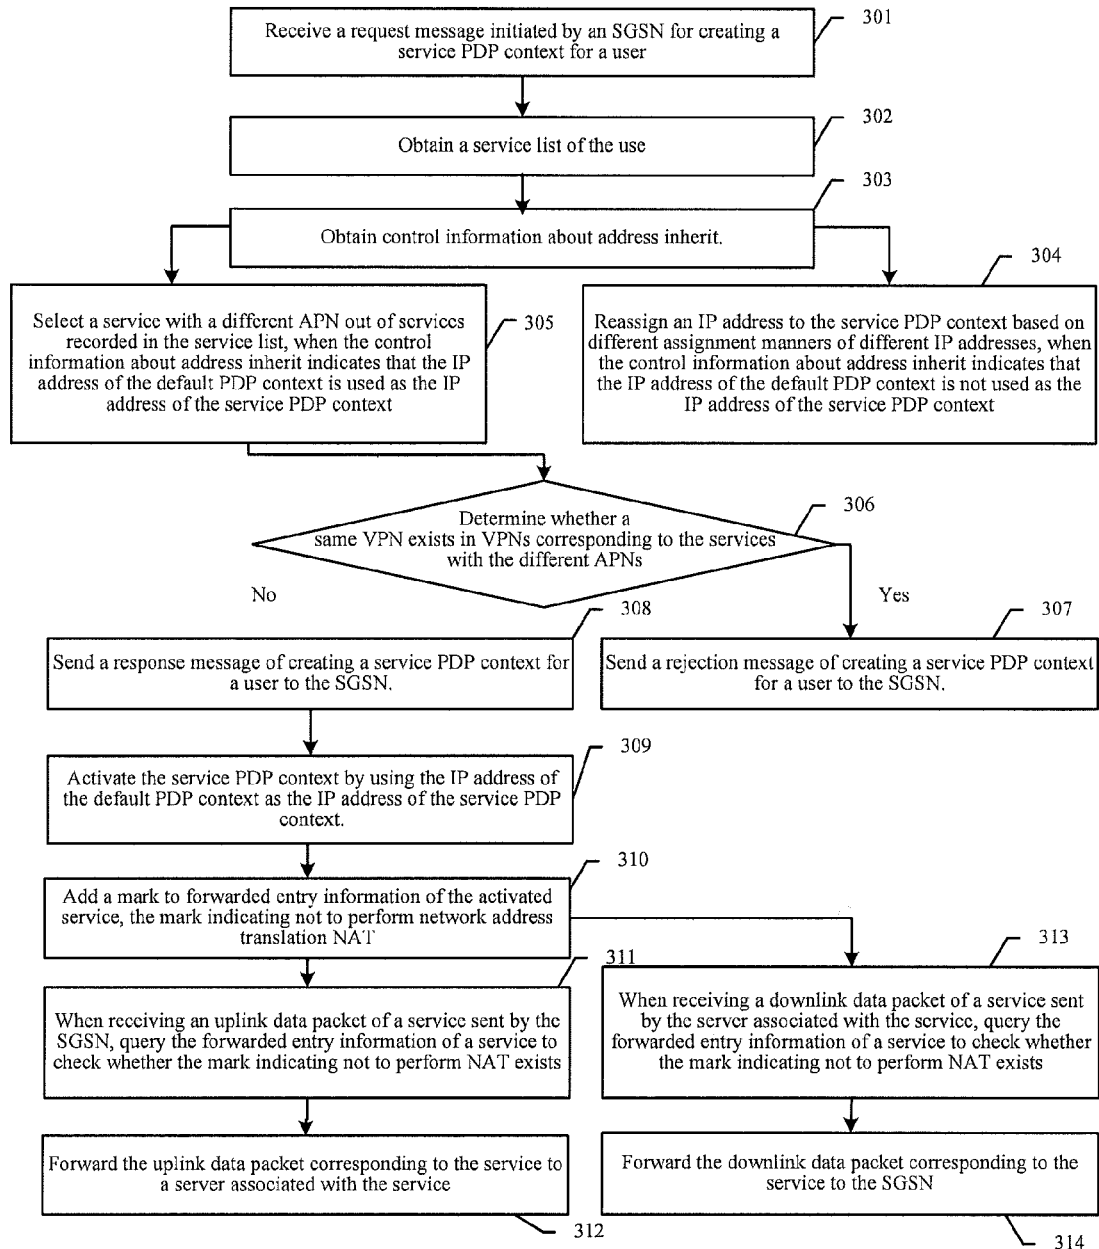 301
Receive a request message initiated by an SGSN for creating a
service PDP context for a user
302
Obtain a service list of the use
303
Obtain control information about address inherit.
304
305
Select a service with a different APN out of services
recorded in the service list, when the control
information about address inherit indicates that the IP
address of the default PDP context is used as the IP
address of the service PDP context
Reassign an IP address to the service PDP context based on
different assignment manners of different IP addresses, when
the control information about address inherit indicates that
the IP address of the default PDP context is not used as the
IP address of the service PDP context
306
Determine whether a
same VPN exists in VPNs corresponding to the services
with the different APNs
No
Yes
308
307
Send a response message of creating a service PDP context for
a user to the SGSN.
Send a rejection message of creating a service PDP context
for a user to the SGSN.
309
Activate the service PDP context by using the IP address of
the default PDP context as the IP address of the service PDP
context.
310
Add a mark to forwarded entry information of the activated
service, the mark indicating not to perform network address
translation NAT
311
313
When receiving an uplink data packet of a service sent by the
SGSN, query the forwarded entry information of a service to
check whether the mark indicating not to perform NAT exists
When receiving a downlink data packet of a service sent
by the server associated with the service, query the
forwarded entry information of a service to check whether
the mark indicating not to perform NAT exists
Forward the uplink data packet corresponding to the service to
a server associated with the service
Forward the downlink data packet corresponding to the
service to the SGSN
312
314